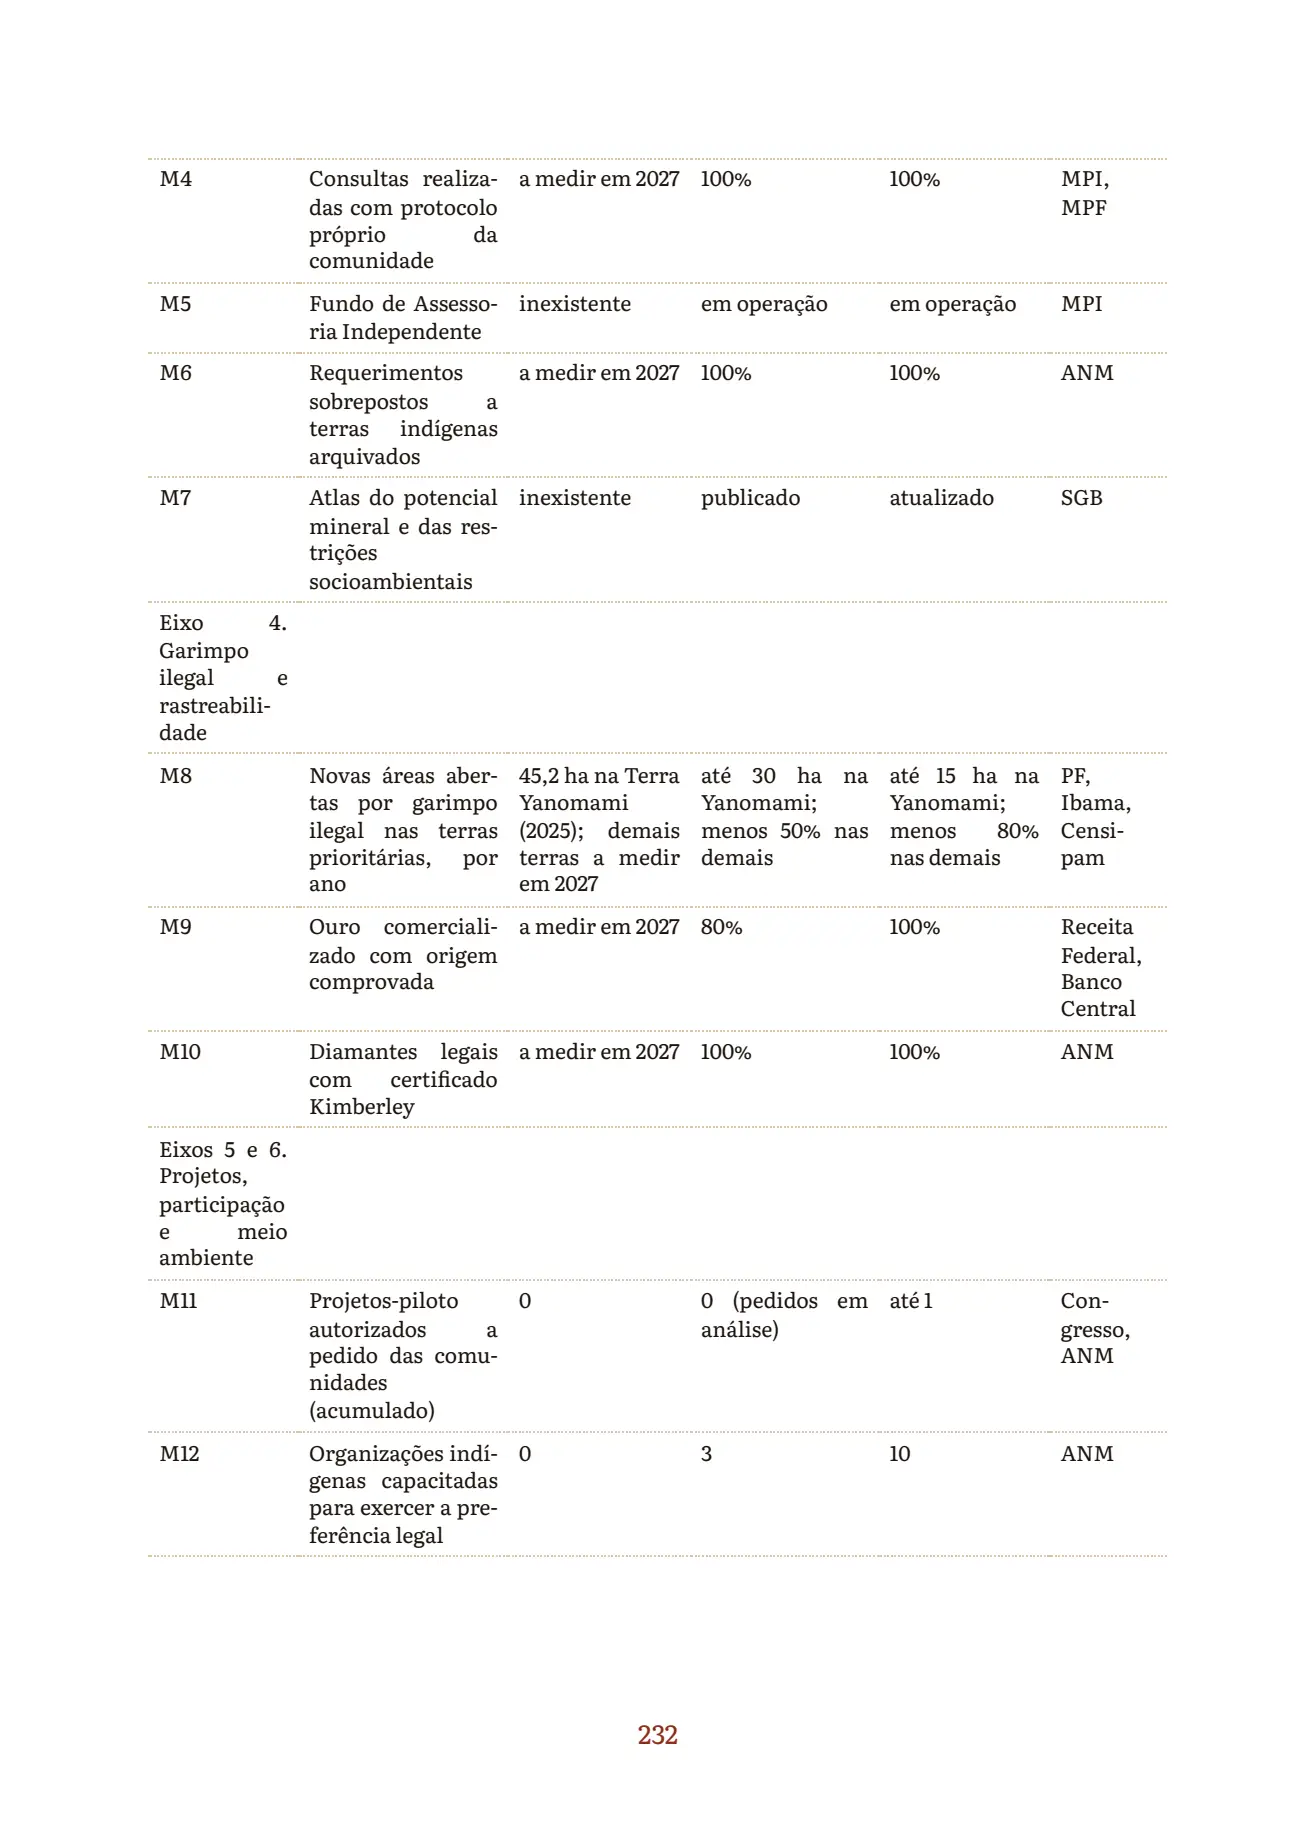 M4 Consultas realiza- a medir em 2027 100% 100% MPI,
das com protocolo MPF
próprio da
comunidade
M5 Fundo de Assesso- inexistente em operação em operação MPI
ria Independente
M6 Requerimentos a medir em 2027 100% 100% ANM
sobrepostos a
terras indígenas
arquivados
M7 Atlas do potencial inexistente publicado atualizado SGB
mineral e das res-
trições
socioambientais
Eixo 4.
Garimpo
ilegal e
rastreabili-
dade
M8 Novas áreas aber- 45,2 ha na Terra até 30 ha na até 15 ha na PF,
tas por garimpo Yanomami Yanomami; Yanomami; Ibama,
ilegal nas terras (2025); demais menos 50% nas menos 80% Censi-
prioritárias, por terras a medir demais nas demais pam
ano em 2027
M9 Ouro comerciali- a medir em 2027 80% 100% Receita
zado com origem Federal,
comprovada Banco
Central
M10 Diamantes legais a medir em 2027 100% 100% ANM
com certificado
Kimberley
Eixos 5 e 6.
Projetos,
participação
e meio
ambiente
M11 Projetos-piloto 0 0 (pedidos em até 1 Con-
autorizados a análise) gresso,
pedido das comu- ANM
nidades
(acumulado)
M12 Organizações indí- 0 3 10 ANM
genas capacitadas
para exercer a pre-
ferência legal
232